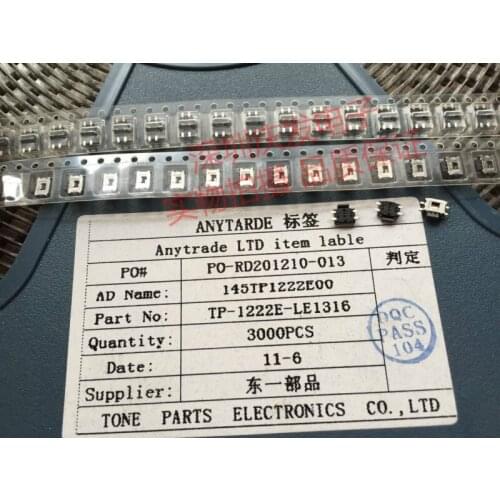 ANYTARDE 标签
Anytrade LTD item lable
PO#: PO-RD201210-013 判定
AD Name: 145TP1222E00
Part No: TP-1222E-LE1316
Quantity: 3000PCS
Date: 11-6
Supplier: 东一部品
TONE PARTS ELECTRONICS CO.,LTD
OQC
PASS
104